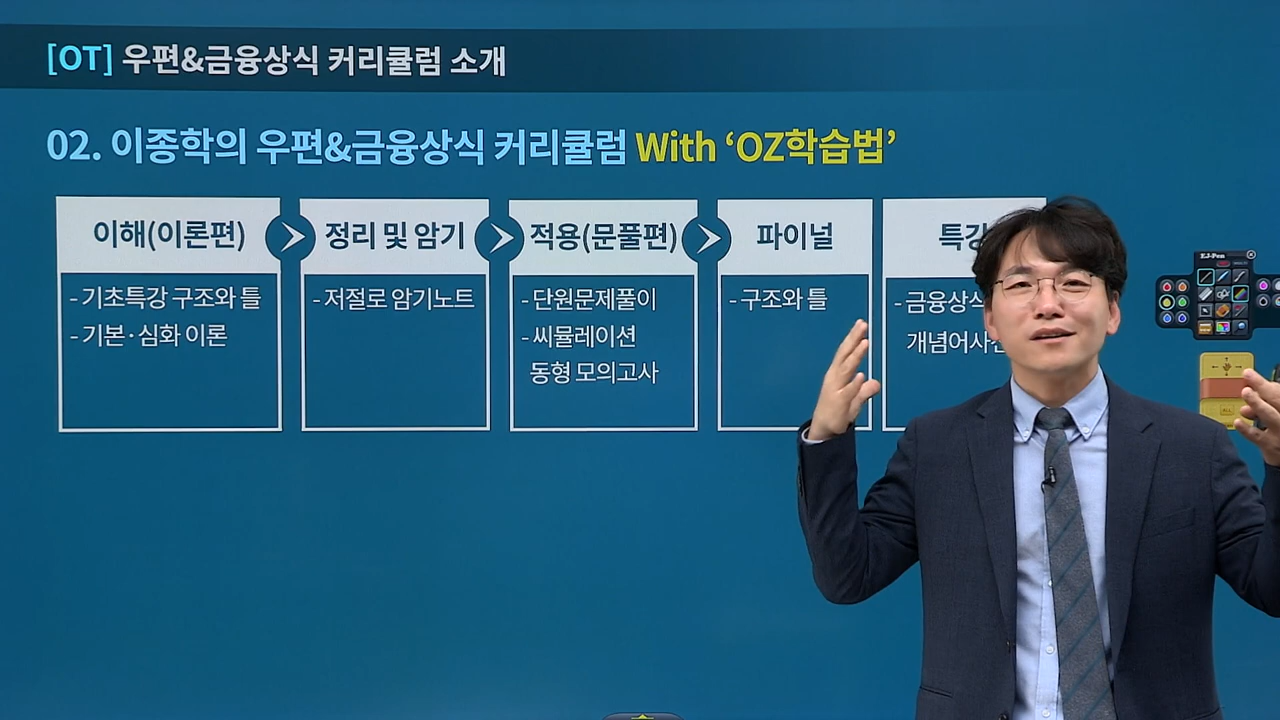 [OT] 우편&금융상식 커리큘럼 소개
02. 이종학의 우편&금융상식 커리큘럼 With ‘OZ학습법’
이해(이론편)
- 기초특강 구조와 틀
- 기본·심화 이론
정리 및 암기
- 저절로 암기노트
적용(문풀편)
- 단원문제풀이
- 씨뮬레이션
동형 모의고사
파이널
- 구조와 틀
특강
- 금융상식
개념어사전
EJ-Pen
ALL